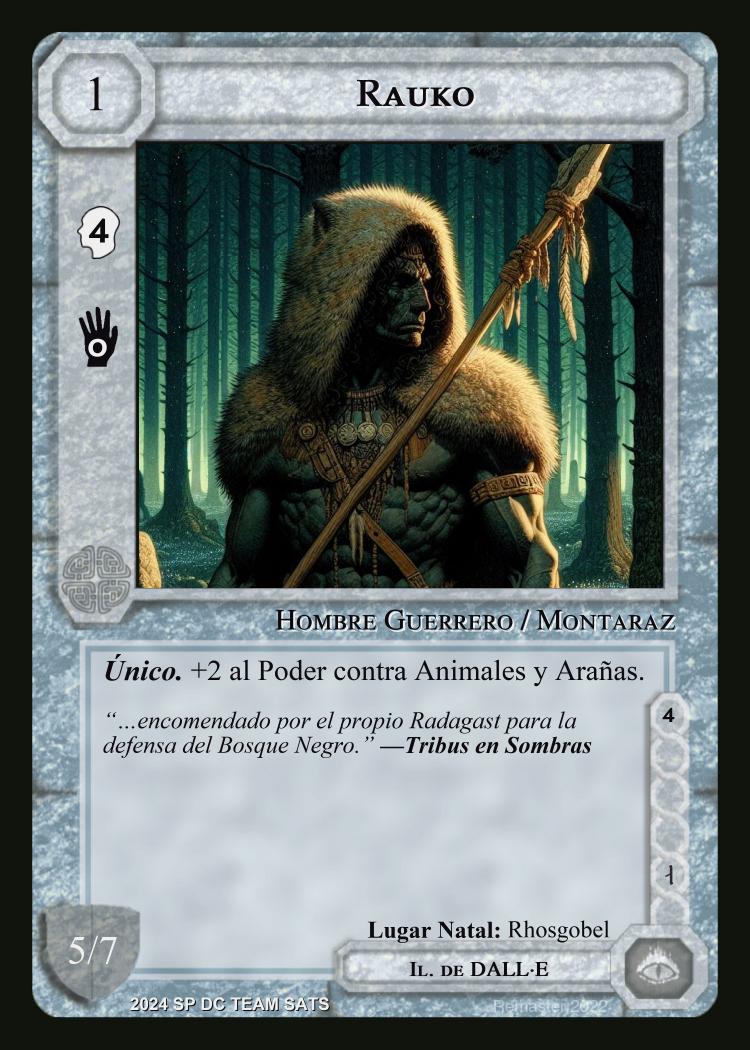 1
Rauko
4
0
Hombre Guerrero / Montaraz
Único. +2 al Poder contra Animales y Arañas.
“...encomendado por el propio Radagast para la
defensa del Bosque Negro.” —Tribus en Sombras
4
1
Lugar Natal: Rhosgobel
5/7
Il. de DALL·E
2024 SP DC TEAM SATS
Remaster 2022